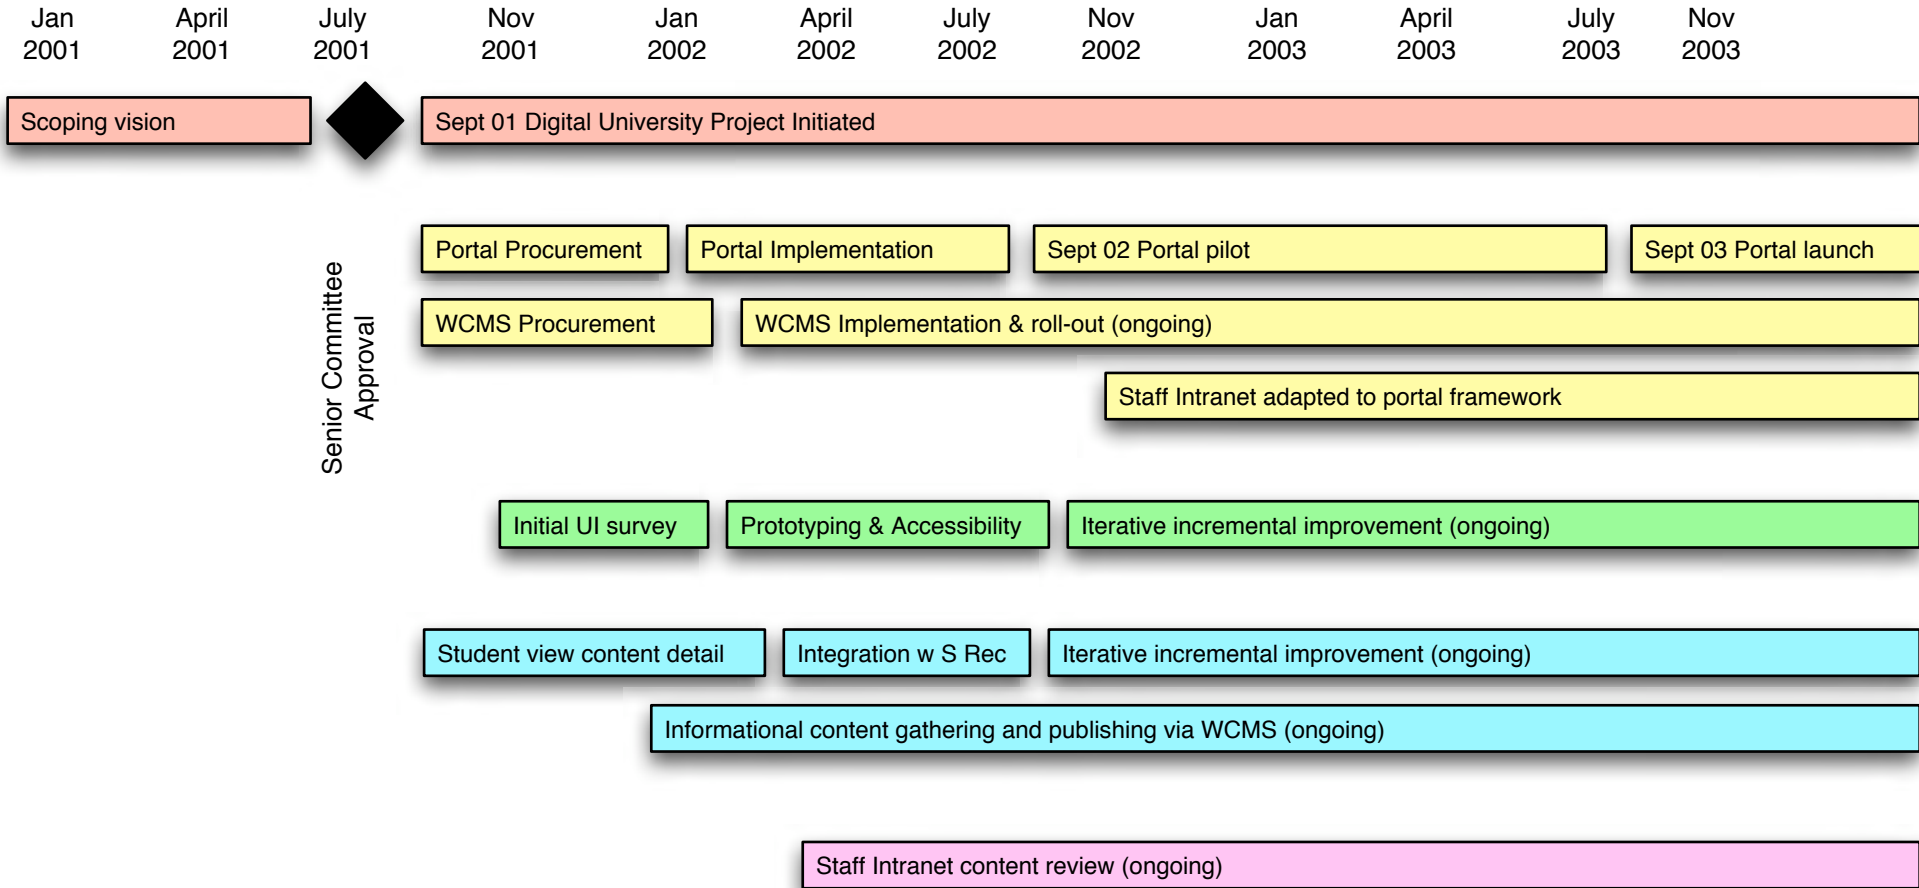 Jan April July Nov Jan April July Nov Jan April July Nov
2001 2001 2001 2001 2002 2002 2002 2002 2003 2003 2003 2003
Scoping vision
Sept 01 Digital University Project Initiated
Senior Committee
Approval
Portal Procurement
Portal Implementation
Sept 02 Portal pilot
Sept 03 Portal launch
WCMS Procurement
WCMS Implementation & roll-out (ongoing)
Staff Intranet adapted to portal framework
Initial UI survey
Prototyping & Accessibility
Iterative incremental improvement (ongoing)
Student view content detail
Integration w S Rec
Iterative incremental improvement (ongoing)
Informational content gathering and publishing via WCMS (ongoing)
Staff Intranet content review (ongoing)